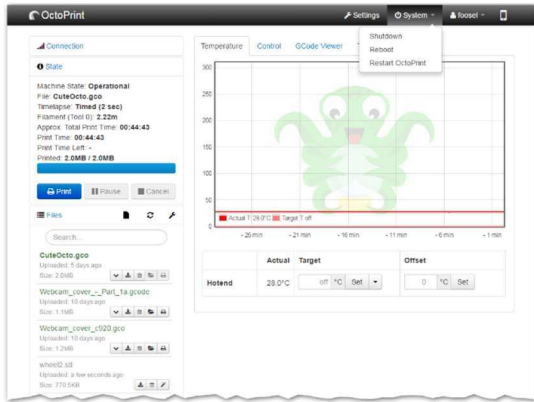 OctoPrint
Settings System foosel
Shutdown
Reboot
Restart OctoPrint
Connection
State
Machine State: Operational
File: CuteOcto.gco
Timelapse: Timed (2 sec)
Filament (Tool 0): 2.22m
Approx. Total Print Time: 00:44:43
Print Time: 00:44:43
Print Time Left: -
Printed: 2.0MB / 2.0MB
Print Pause Cancel
Files
Search...
CuteOcto.gco
Uploaded: 5 days ago
Size: 2.0MB
Webcam_cover_-_Part_1a.gcode
Uploaded: 10 days ago
Size: 1.1MB
Webcam_cover_c920.gco
Uploaded: 10 days ago
Size: 1.2MB
wheel2.stl
Uploaded: a few seconds ago
Size: 770.5KB
Temperature Control GCode Viewer
300
250
200
150
100
50
0
Actual T: 28.0°C Target T: off
- 26 min - 21 min - 16 min - 11 min - 6 min - 1 min
Actual Target Offset
Hotend 28.0°C off °C Set 0 °C Set